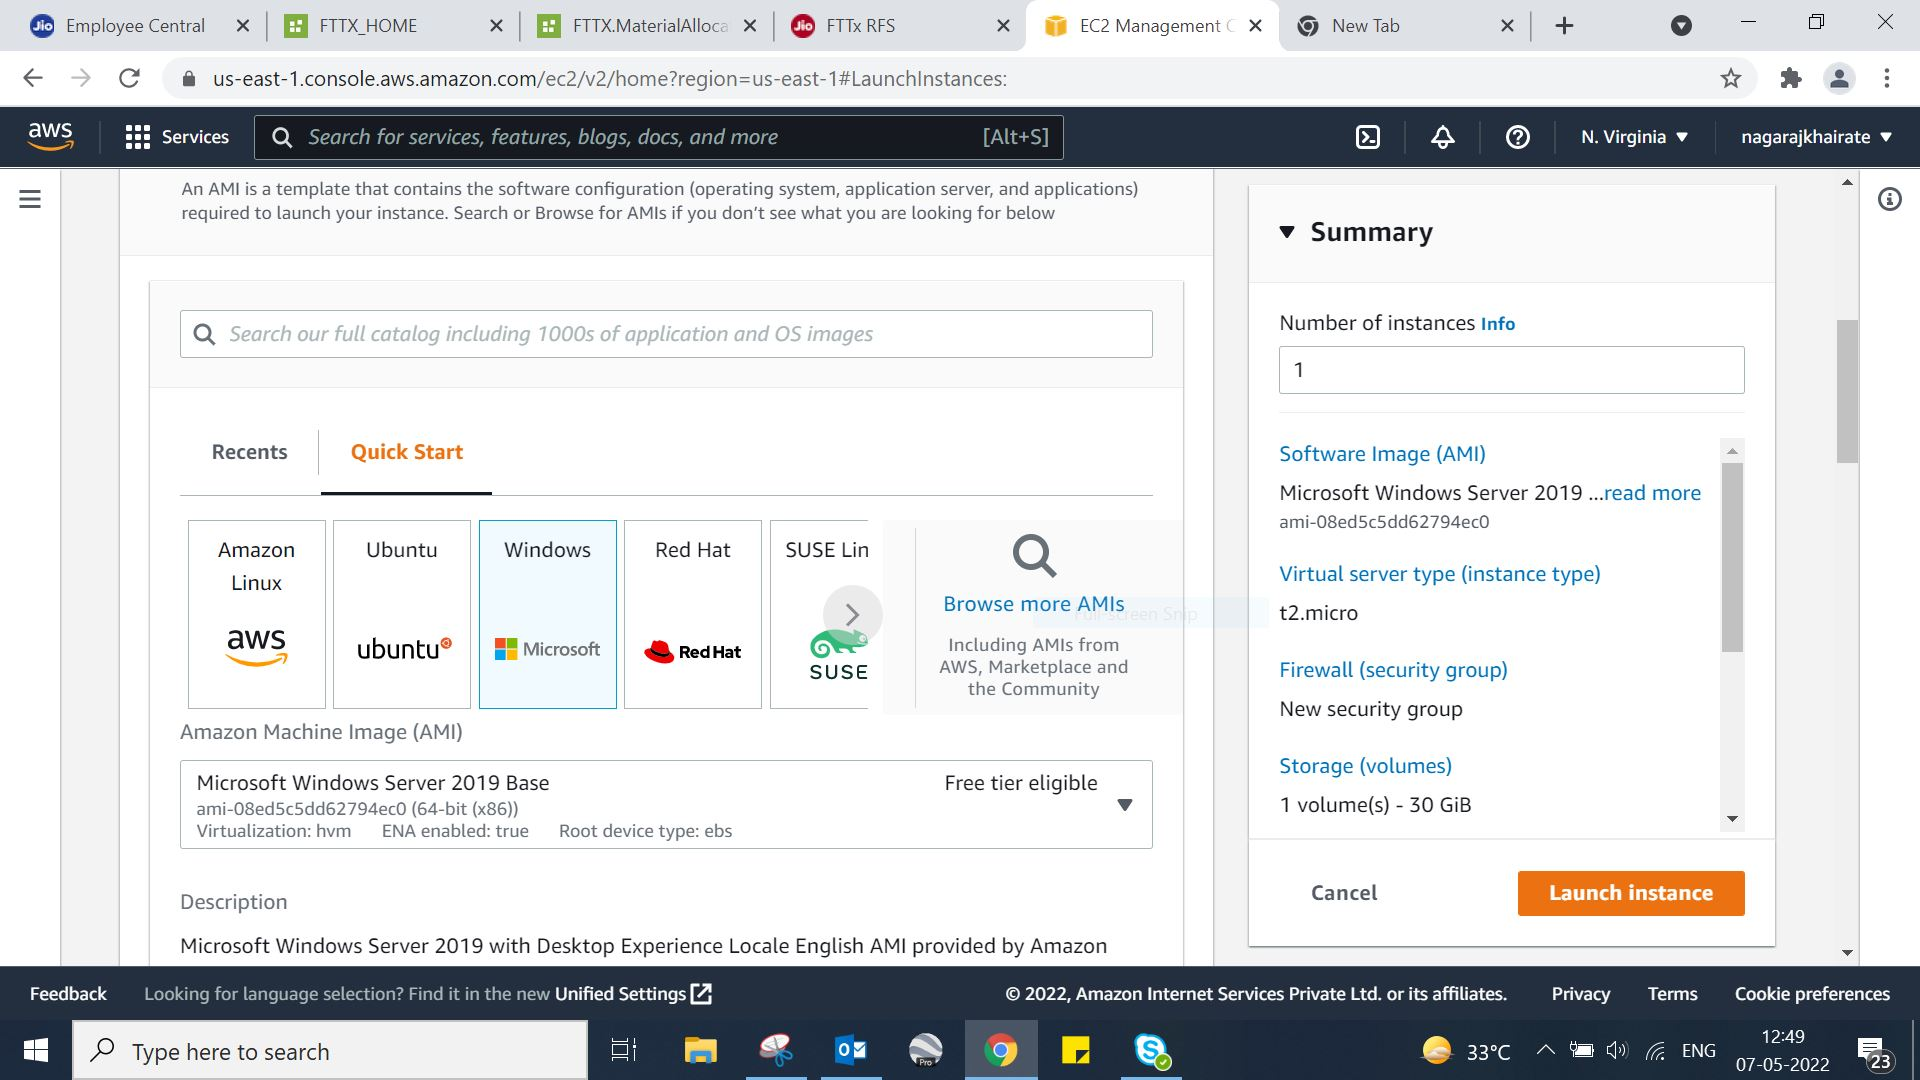 Jio Employee Central
FTTX_HOME
FTTX.MaterialAlloca
Jio FTTx RFS
EC2 Management C
New Tab
us-east-1.console.aws.amazon.com/ec2/v2/home?region=us-east-1#LaunchInstances:
aws
Services
Search for services, features, blogs, docs, and more [Alt+S]
N. Virginia
nagarajkhairate
An AMI is a template that contains the software configuration (operating system, application server, and applications)
required to launch your instance. Search or Browse for AMIs if you don't see what you are looking for below
Search our full catalog including 1000s of application and OS images
Recents
Quick Start
Amazon
Linux
aws
Ubuntu
ubuntu
Windows
Microsoft
Red Hat
Red Hat
SUSE Lin
SUSE
Browse more AMIs
Full-screen Snip
Including AMIs from
AWS, Marketplace and
the Community
Amazon Machine Image (AMI)
Microsoft Windows Server 2019 Base
Free tier eligible
ami-08ed5c5dd62794ec0 (64-bit (x86))
Virtualization: hvm ENA enabled: true Root device type: ebs
Description
Microsoft Windows Server 2019 with Desktop Experience Locale English AMI provided by Amazon
Summary
Number of instances Info
1
Software Image (AMI)
Microsoft Windows Server 2019 ...read more
ami-08ed5c5dd62794ec0
Virtual server type (instance type)
t2.micro
Firewall (security group)
New security group
Storage (volumes)
1 volume(s) - 30 GiB
Cancel
Launch instance
Feedback
Looking for language selection? Find it in the new Unified Settings
© 2022, Amazon Internet Services Private Ltd. or its affiliates.
Privacy
Terms
Cookie preferences
Type here to search
Pro
33°C
ENG
12:49
07-05-2022
23